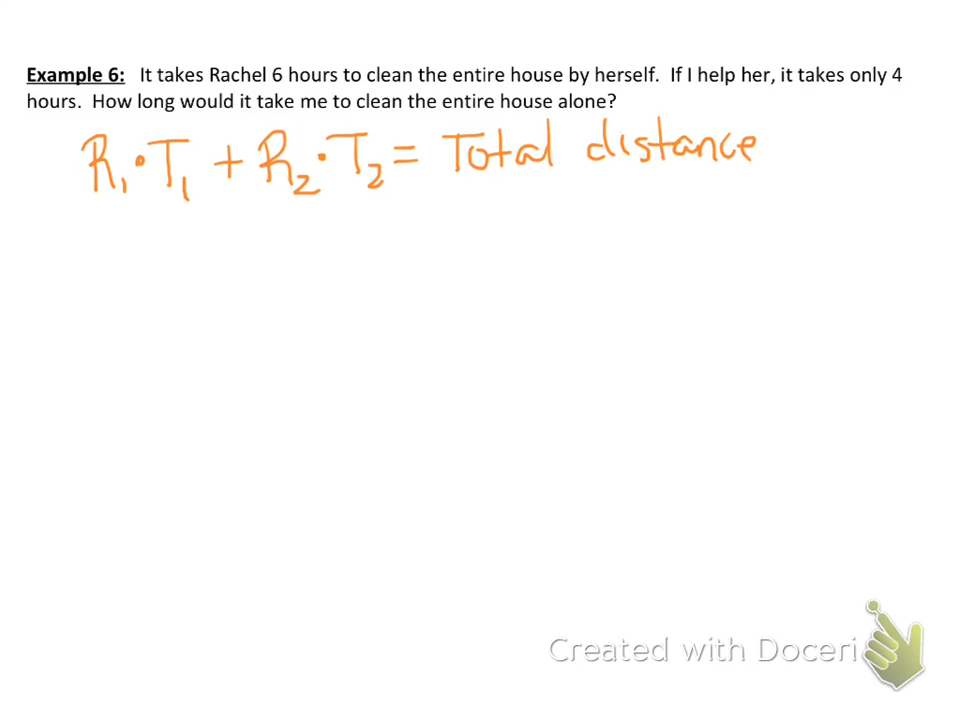 Example 6: It takes Rachel 6 hours to clean the entire house by herself. If I help her, it takes only 4
hours. How long would it take me to clean the entire house alone?
R₁•T₁ + R₂•T₂ = Total distance
Created with Doceri